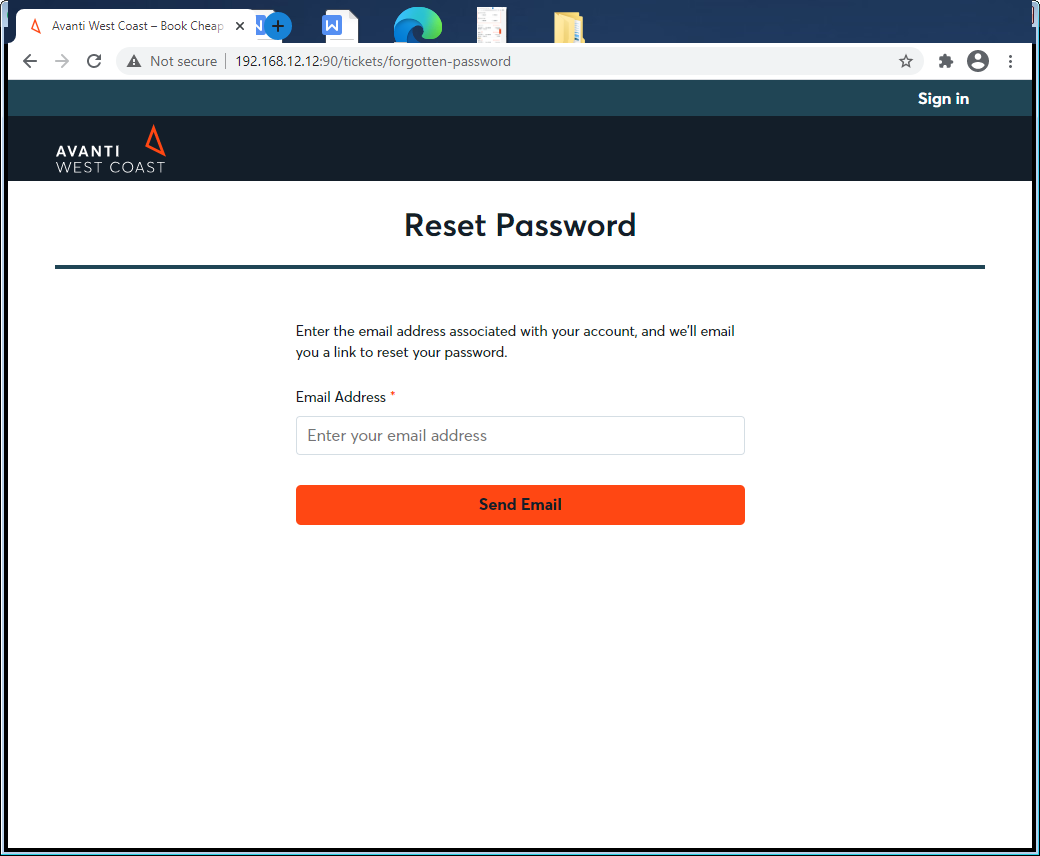 Avanti West Coast – Book Cheap
W
Not secure
192.168.12.12:90/tickets/forgotten-password
Sign in
AVANTI
WEST COAST
Reset Password
Enter the email address associated with your account, and we'll email
you a link to reset your password.
Email Address *
Enter your email address
Send Email